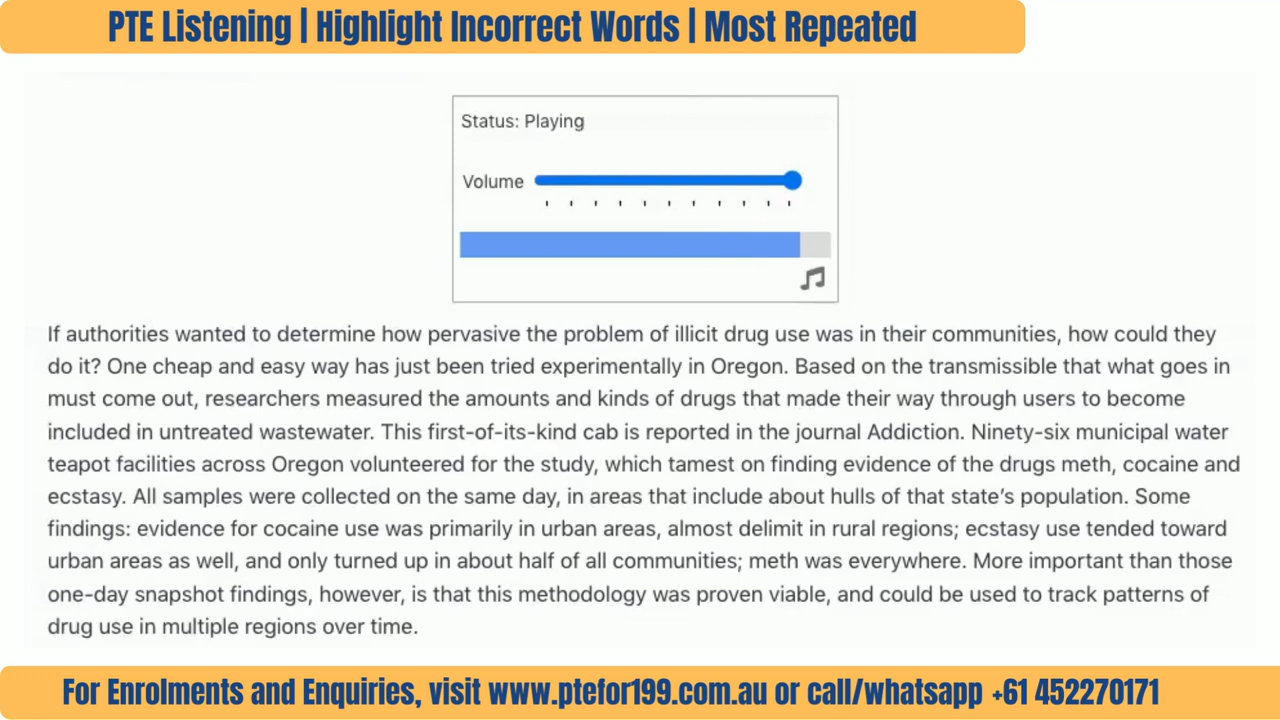 PTE Listening | Highlight Incorrect Words | Most Repeated
Status: Playing
Volume
If authorities wanted to determine how pervasive the problem of illicit drug use was in their communities, how could they
do it? One cheap and easy way has just been tried experimentally in Oregon. Based on the transmissible that what goes in
must come out, researchers measured the amounts and kinds of drugs that made their way through users to become
included in untreated wastewater. This first-of-its-kind cab is reported in the journal Addiction. Ninety-six municipal water
teapot facilities across Oregon volunteered for the study, which tamest on finding evidence of the drugs meth, cocaine and
ecstasy. All samples were collected on the same day, in areas that include about hulls of that state’s population. Some
findings: evidence for cocaine use was primarily in urban areas, almost delimit in rural regions; ecstasy use tended toward
urban areas as well, and only turned up in about half of all communities; meth was everywhere. More important than those
one-day snapshot findings, however, is that this methodology was proven viable, and could be used to track patterns of
drug use in multiple regions over time.
For Enrolments and Enquiries, visit www.ptefor199.com.au or call/whatsapp +61 452270171